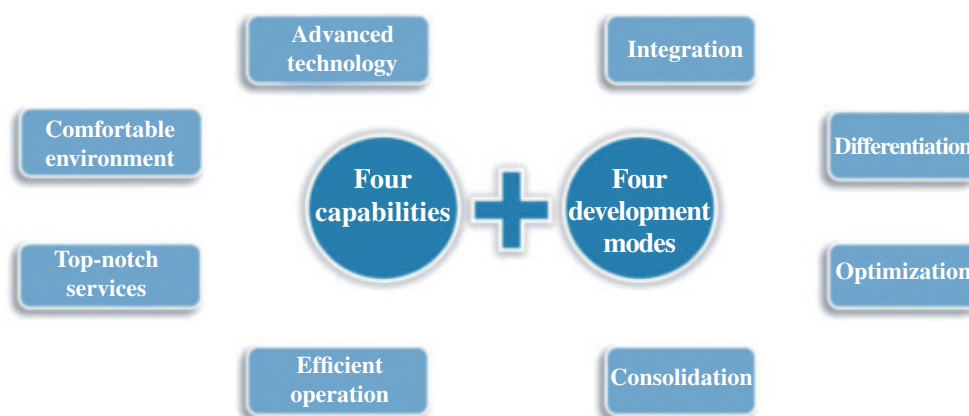 Advanced
technology
Integration
Comfortable
environment
Differentiation
Four
capabilities
Four
development
modes
Top-notch
services
Optimization
Efficient
operation
Consolidation